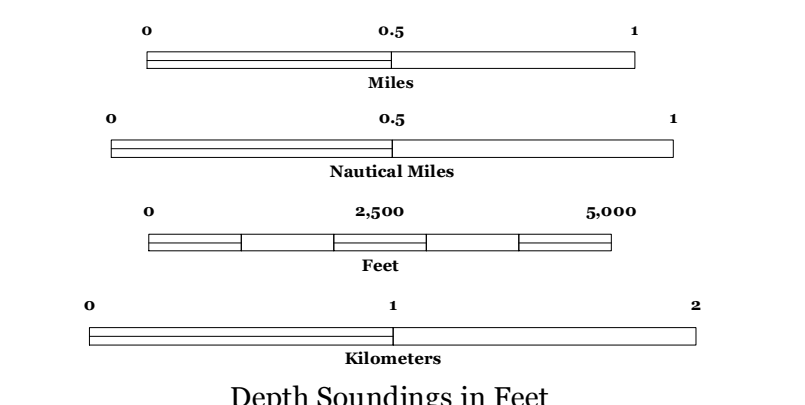 0 0.5 1
Miles
0 0.5 1
Nautical Miles
0 2,500 5,000
Feet
0 1 2
Kilometers
Depth Soundings in Feet